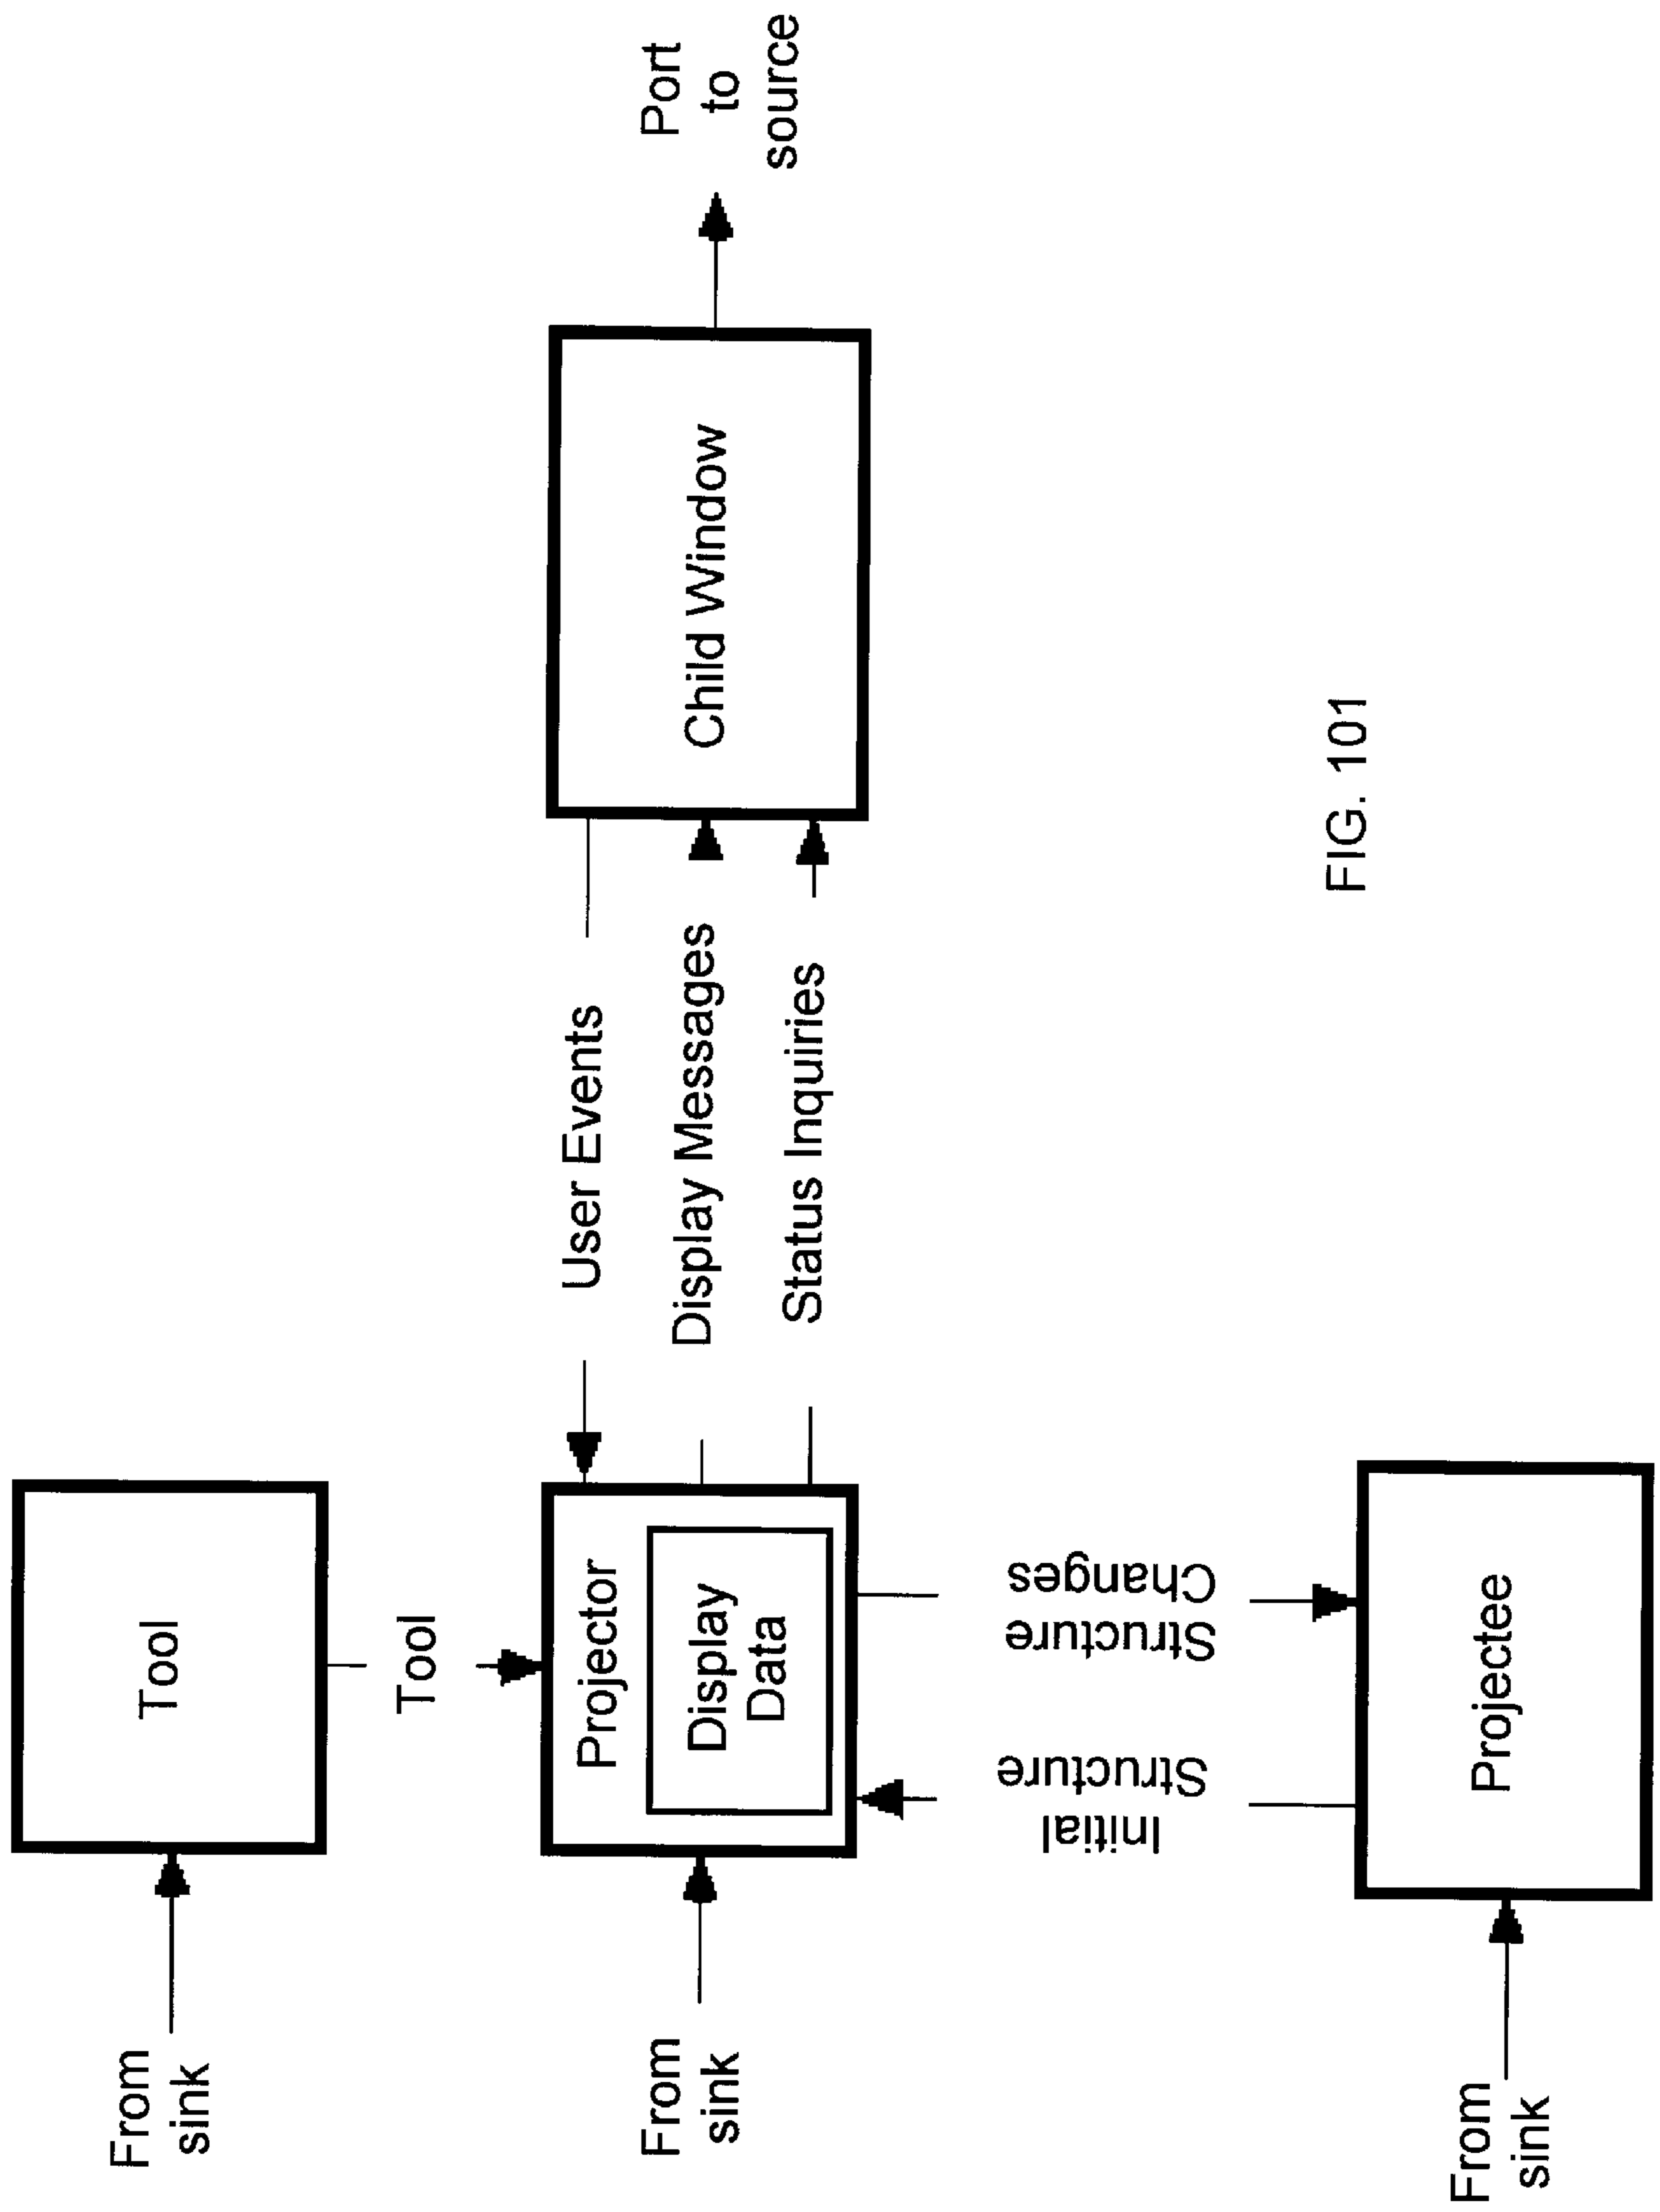 From
sink
Tool
Tool
From
sink
Projector
Display
Data
User Events
Display Messages
Status Inquiries
Child Window
Port
to
source
Initial
Structure
Structure
Changes
From
sink
Projectee
FIG. 101